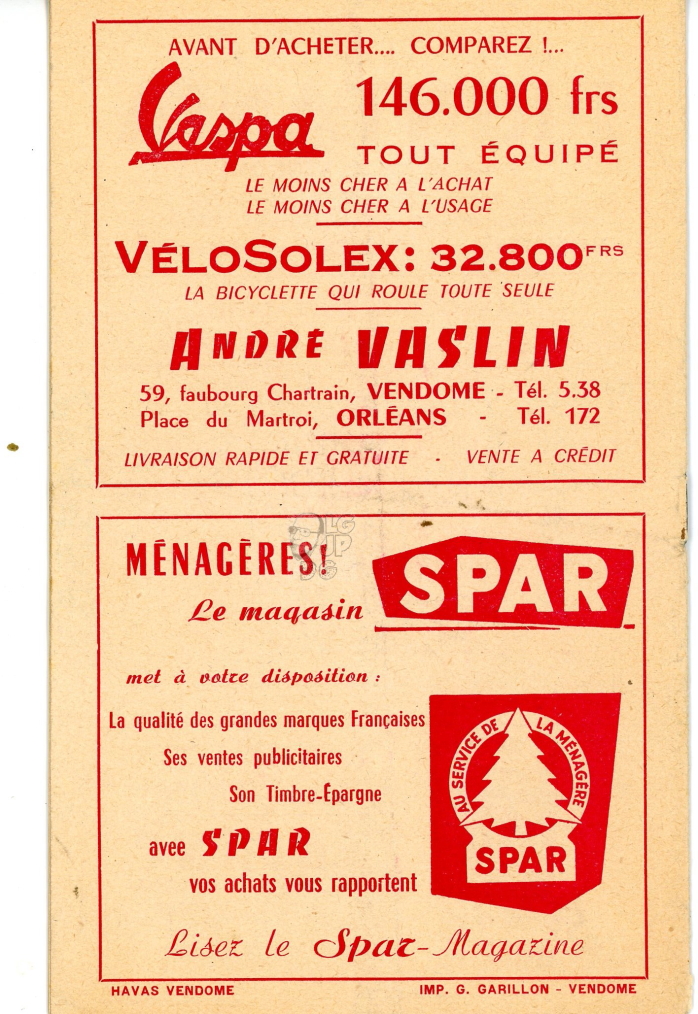 AVANT D'ACHETER.... COMPAREZ !...
Vespa 146.000 frs
TOUT ÉQUIPÉ
LE MOINS CHER A L'ACHAT
LE MOINS CHER A L'USAGE
VÉLOSOLEX: 32.800 FRS
LA BICYCLETTE QUI ROULE TOUTE SEULE
ANDRÉ VASLIN
59, faubourg Chartrain, VENDOME - Tél. 5.38
Place du Martroi, ORLÉANS - Tél. 172
LIVRAISON RAPIDE ET GRATUITE - VENTE A CRÉDIT
LG
JP
DG
MÉNAGÈRES!
Le magasin SPAR
met à votre disposition :
La qualité des grandes marques Françaises
Ses ventes publicitaires
Son Timbre-Épargne
avee SPAR
vos achats vous rapportent
AU SERVICE DE LA MÉNAGÈRE
SPAR
Lisez le Spar-Magazine
HAVAS VENDOME IMP. G. GARILLON - VENDOME